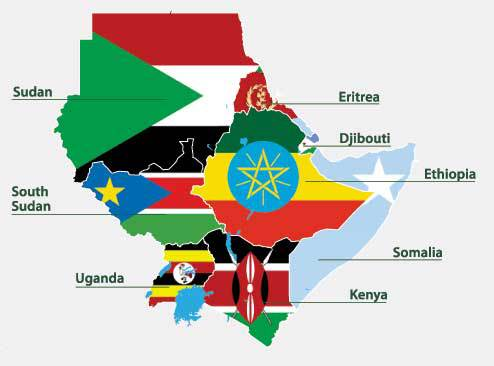 Sudan
Eritrea
Djibouti
Ethiopia
South
Sudan
Somalia
Uganda
Kenya